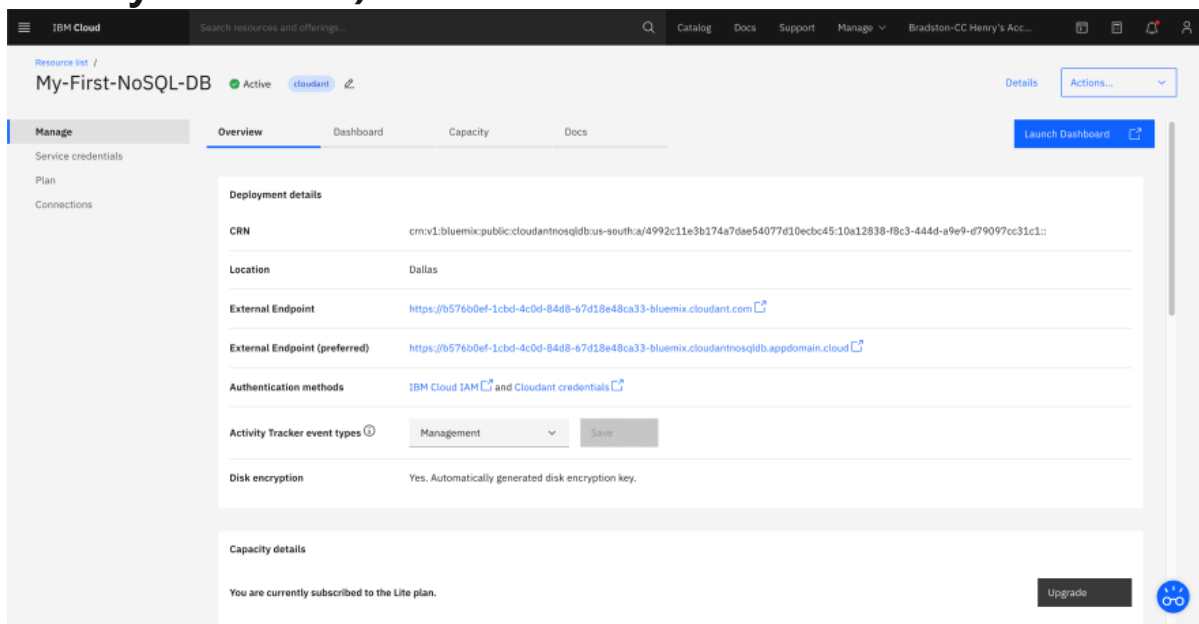 IBM Cloud
Search resources and offerings...
Catalog
Docs
Support
Manage
Bradston-CC Henry's Acc...
Resource list /
My-First-NoSQL-DB
Active
cloudant
Details
Actions...
Manage
Service credentials
Plan
Connections
Overview
Dashboard
Capacity
Docs
Launch Dashboard
Deployment details
CRN
crn:v1:bluemix:public:cloudantnosqldb:us-south:a/4992c11e3b174a7dae54077d10ecbc45:10a12838-f8c3-444d-a9e9-d79097cc31c1::
Location
Dallas
External Endpoint
https://b576b0ef-1cbd-4c0d-84d8-67d18e48ca33-bluemix.cloudant.com
External Endpoint (preferred)
https://b576b0ef-1cbd-4c0d-84d8-67d18e48ca33-bluemix.cloudantnosqldb.appdomain.cloud
Authentication methods
IBM Cloud IAM and Cloudant credentials
Activity Tracker event types
Management
Save
Disk encryption
Yes. Automatically generated disk encryption key.
Capacity details
You are currently subscribed to the Lite plan.
Upgrade